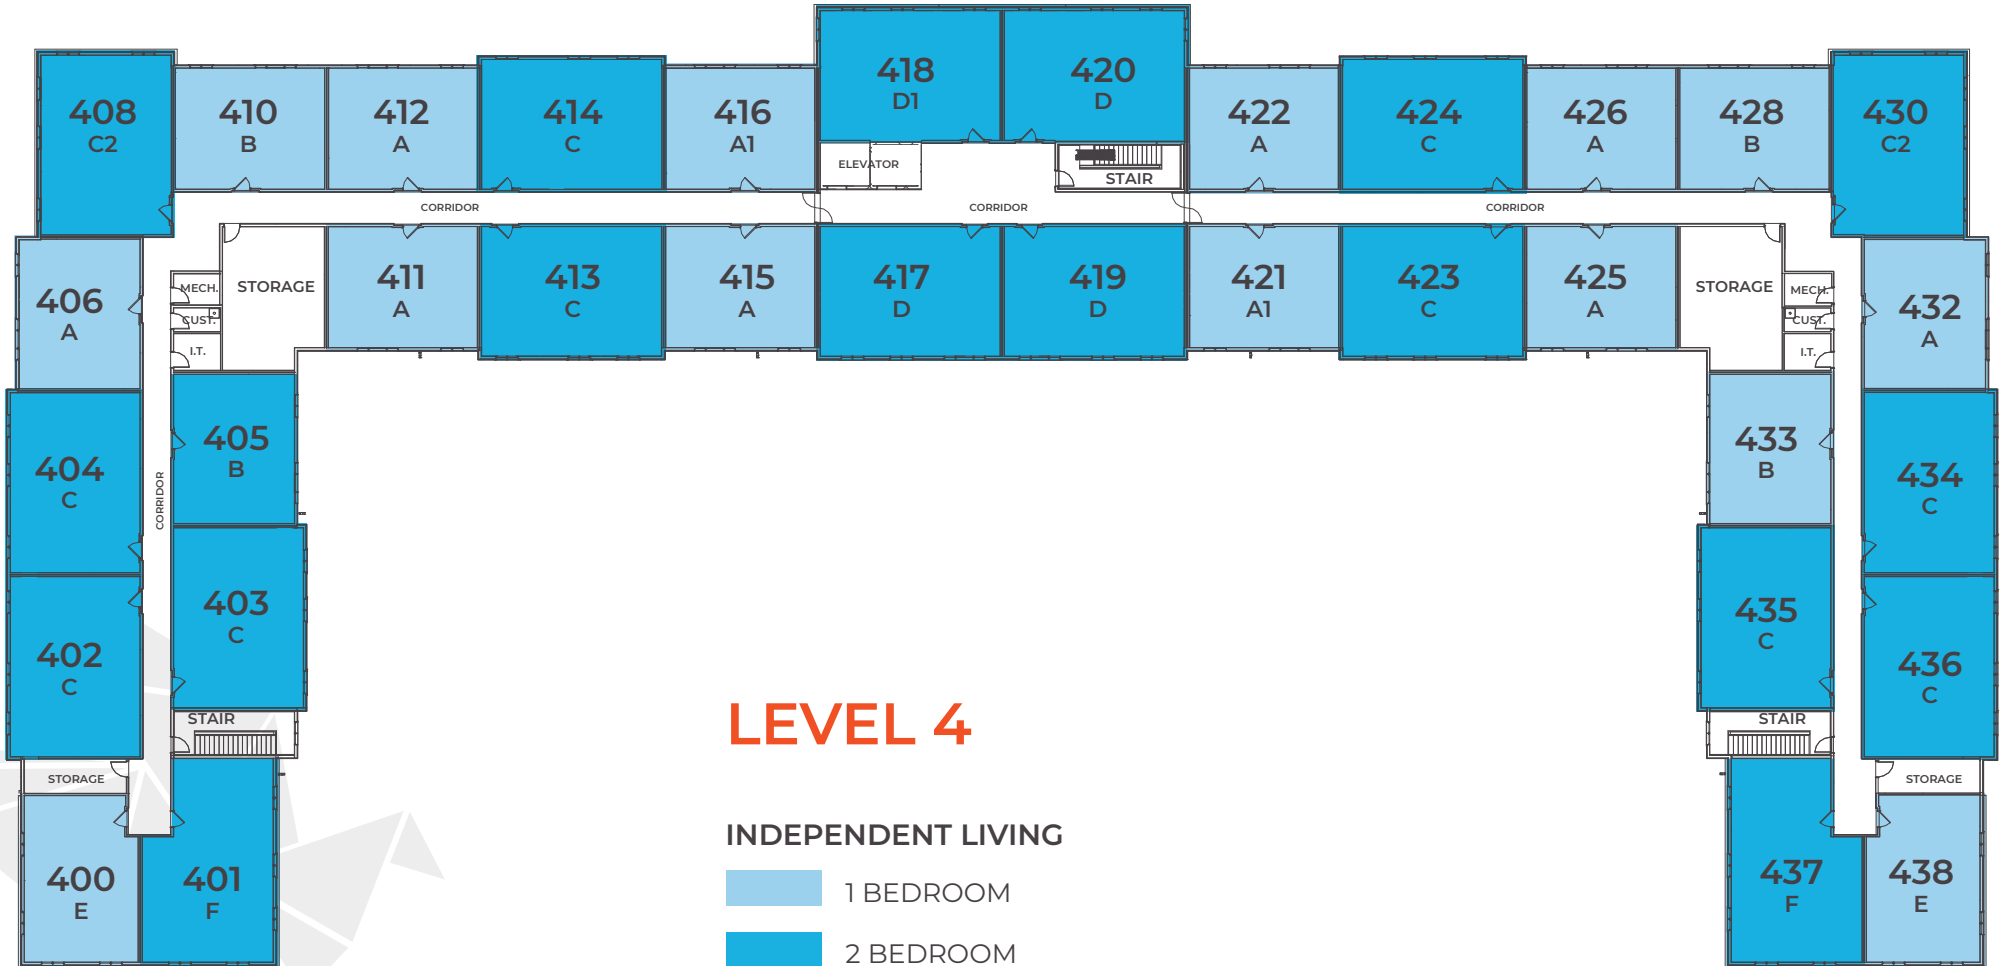 418
D1
420
D
408
C2
410
B
412
A
414
C
416
A1
422
A
424
C
426
A
428
B
430
C2
ELEVATOR
STAIR
CORRIDOR
CORRIDOR
CORRIDOR
406
A
MECH.
CUST.
I.T.
STORAGE
411
A
413
C
415
A
417
D
419
D
421
A1
423
C
425
A
STORAGE
MECH.
CUST.
I.T.
432
A
404
C
CORRIDOR
405
B
433
B
434
C
402
C
403
C
435
C
436
C
STAIR
STAIR
STORAGE
STORAGE
400
E
401
F
437
F
438
E
LEVEL 4
INDEPENDENT LIVING
1 BEDROOM
2 BEDROOM